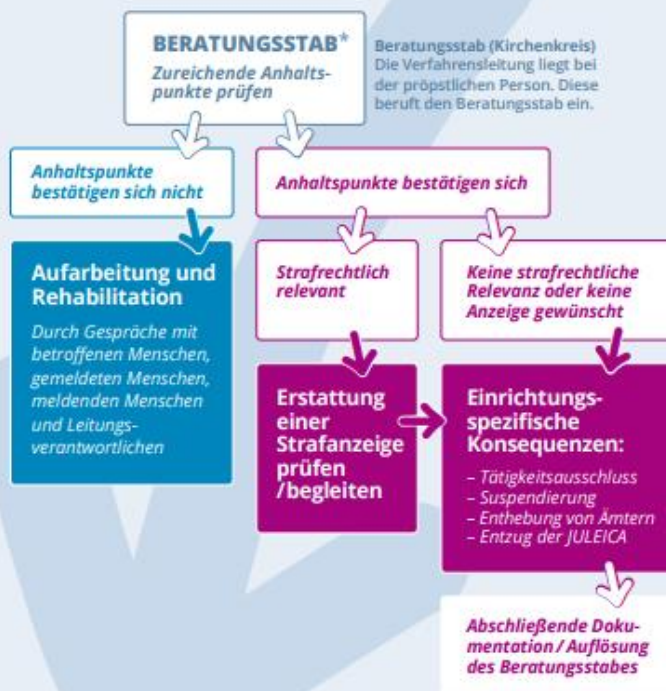 BERATUNGSSTAB*
Zureichende Anhalts-
punkte prüfen
Beratungsstab (Kirchenkreis)
Die Verfahrensleitung liegt bei
der pröpstlichen Person. Diese
beruft den Beratungsstab ein.
Anhaltspunkte
bestätigen sich nicht
Anhaltspunkte bestätigen sich
Aufarbeitung und
Rehabilitation
Durch Gespräche mit
betroffenen Menschen,
gemeldeten Menschen,
meldenden Menschen
und Leitungs-
verantwortlichen
Strafrechtlich
relevant
Keine strafrechtliche
Relevanz oder keine
Anzeige gewünscht
Erstattung
einer
Strafanzeige
prüfen
/begleiten
Einrichtungs-
spezifische
Konsequenzen:
– Tätigkeitsausschluss
– Suspendierung
– Enthebung von Ämtern
– Entzug der JULEICA
Abschließende Doku-
mentation / Auflösung
des Beratungsstabes